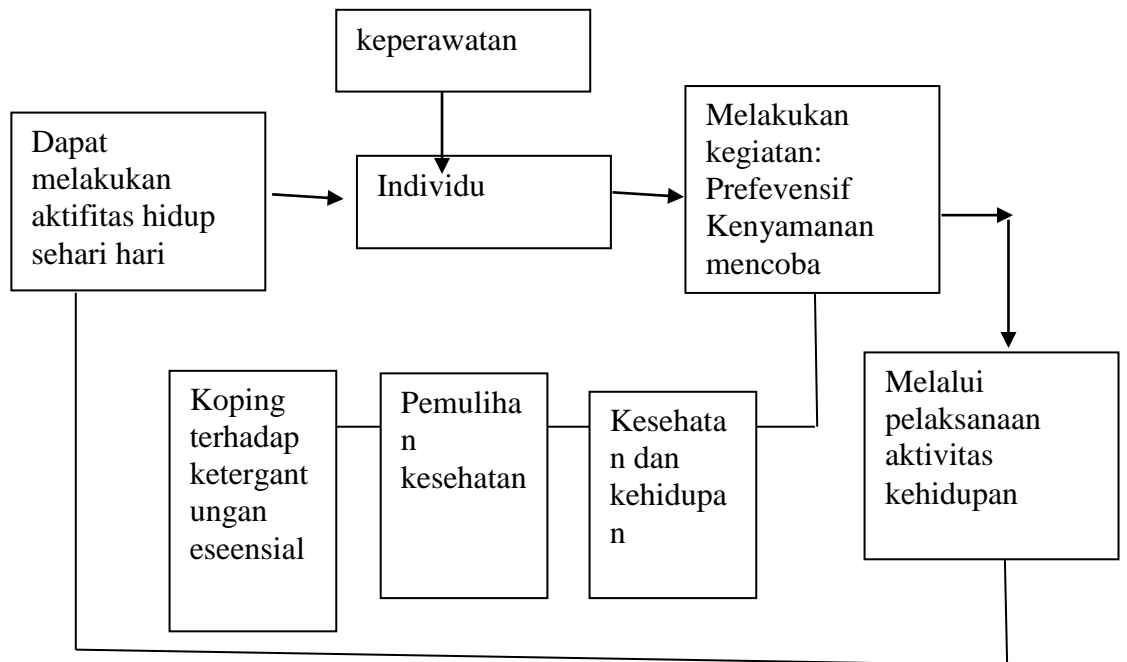 keperawatan
Dapat
melakukan
aktifitas hidup
sehari hari
Individu
Melakukan
kegiatan:
Prefevensif
Kenyamanan
mencoba
Koping
terhadap
ketergant
ungan
eseensial
Pemuliha
n
kesehatan
Kesehata
n dan
kehidupa
n
Melalui
pelaksanaan
aktivitas
kehidupan